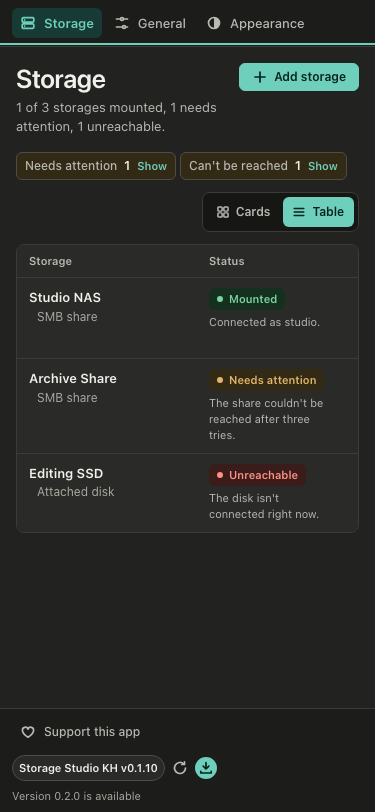 Storage
General
Appearance
Storage
Add storage
1 of 3 storages mounted, 1 needs
attention, 1 unreachable.
Needs attention 1 Show
Can't be reached 1 Show
Cards
Table
Storage
Status
Studio NAS
SMB share
Mounted
Connected as studio.
Archive Share
SMB share
Needs attention
The share couldn't be
reached after three
tries.
Editing SSD
Attached disk
Unreachable
The disk isn't
connected right now.
Support this app
Storage Studio KH v0.1.10
Version 0.2.0 is available